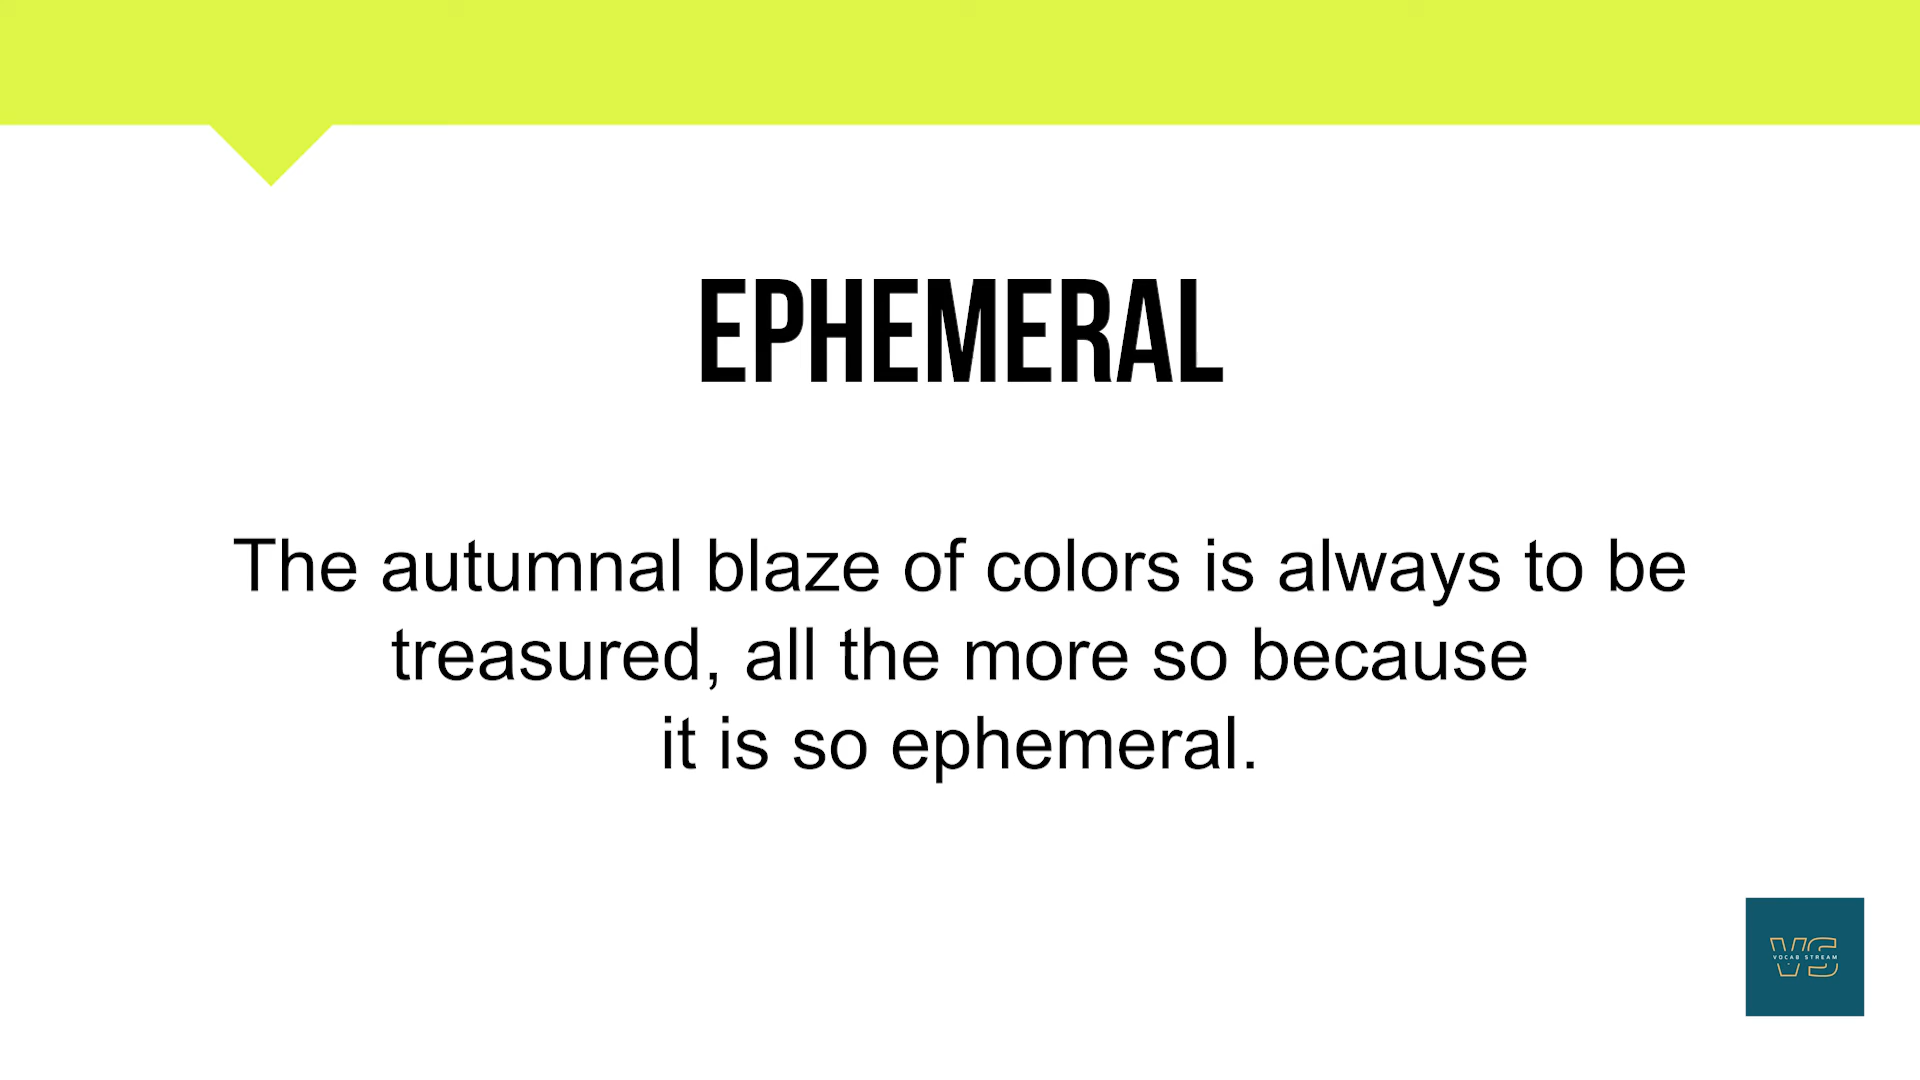 EPHEMERAL
The autumnal blaze of colors is always to be
treasured, all the more so because
it is so ephemeral.
VS
VOCAB STREAM